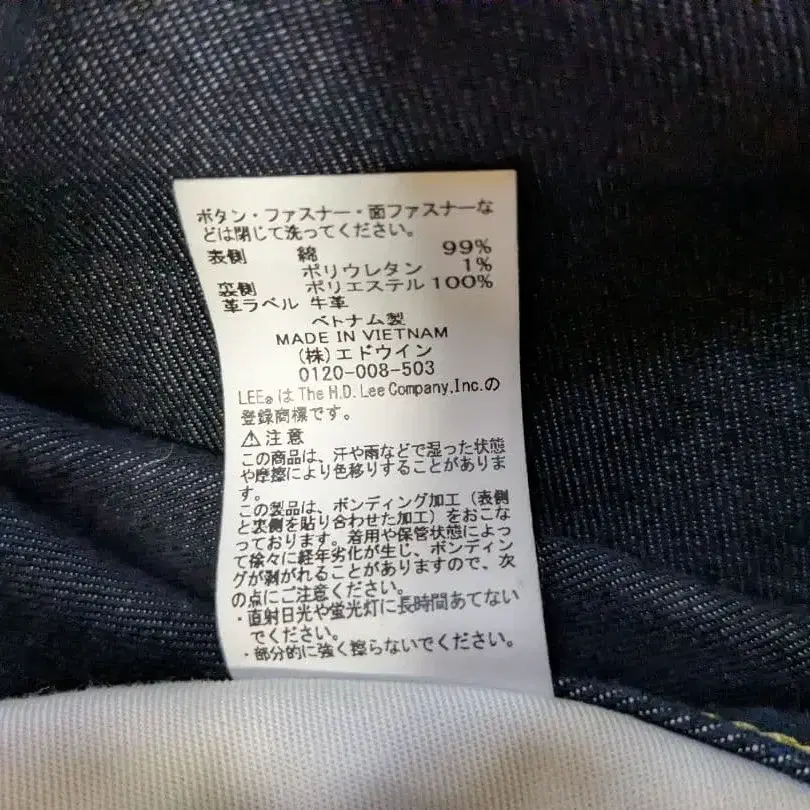 ボタン・ファスナー・面ファスナーな
どは閉じて洗ってください。
表側 綿 99%
ポリウレタン 1%
裏側 ポリエステル 100%
革ラベル 牛革
ベトナム製
MADE IN VIETNAM
(株)エドウイン
0120-008-503
LEE®は The H.D. Lee Company, Inc.の
登録商標です。
⚠注意
この商品は、汗や雨などで湿った状態
や摩擦により色移りすることがありま
す。
この製品は、ボンディング加工(表側
と裏側を貼り合わせた加工)をおこな
っております。着用や保管状態によっ
て徐々に経年劣化が生じ、ボンディン
グが剥がれることがありますので、次
の点にご注意ください。
・直射日光や蛍光灯に長時間あてない
でください。
・部分的に強く擦らないでください。